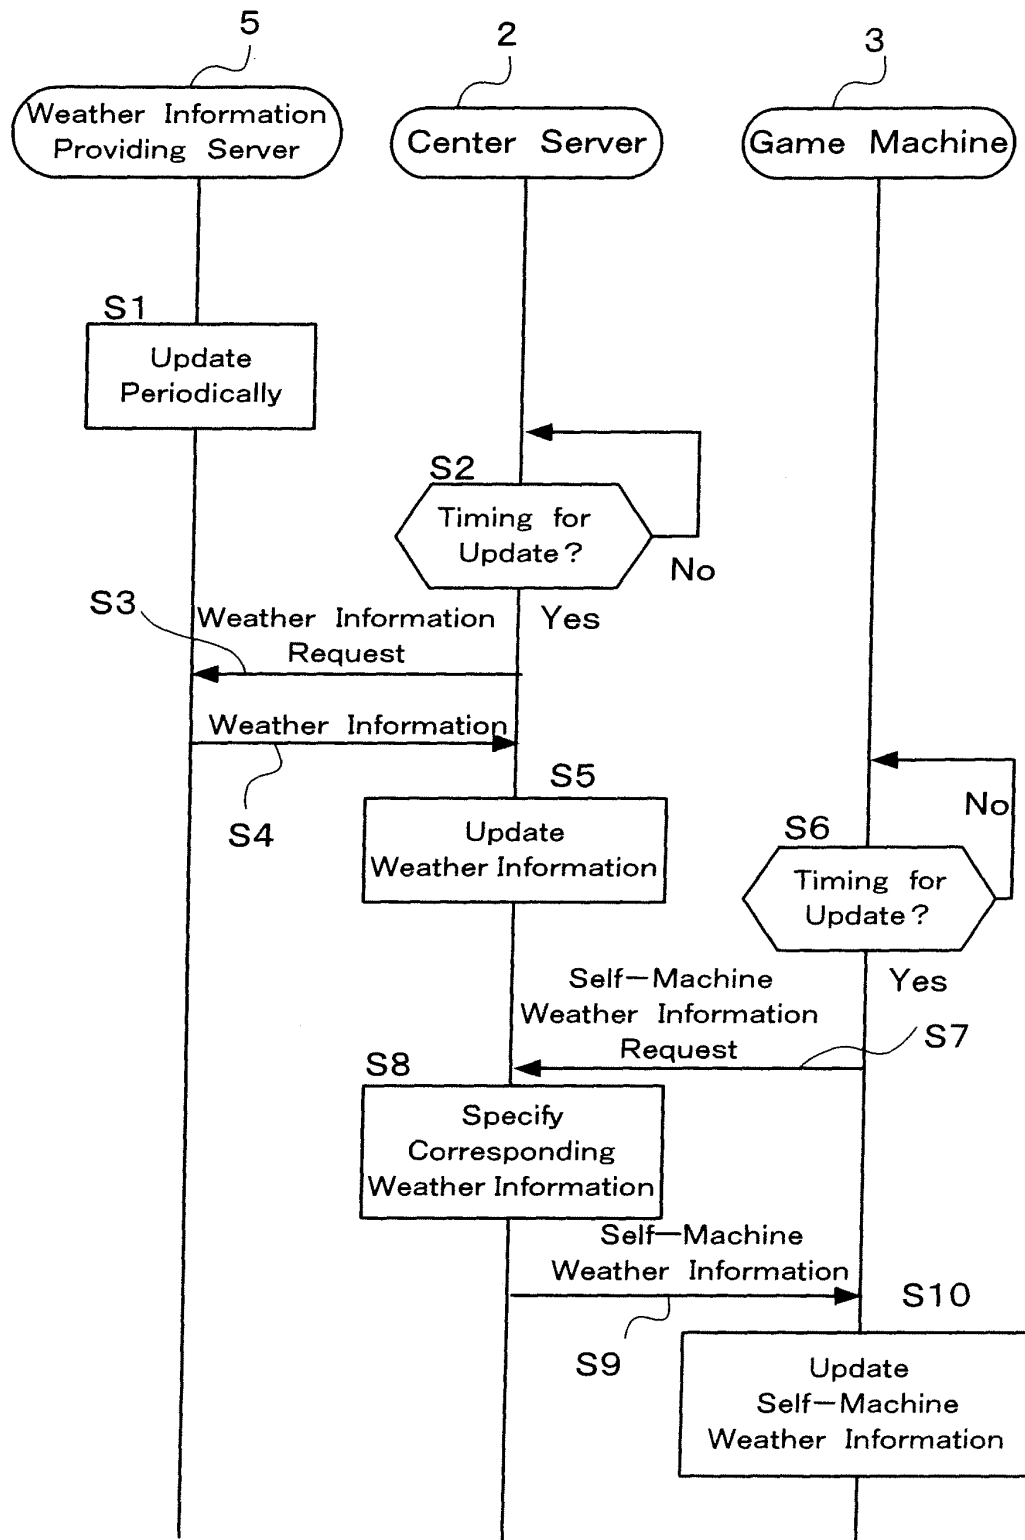 5
2
3
Weather Information
Providing Server
Center Server
Game Machine
S1
Update
Periodically
S2
Timing for
Update?
No
Yes
S3
Weather Information
Request
Weather Information
S4
S5
Update
Weather Information
No
S6
Timing for
Update?
Yes
Self-Machine
Weather Information
Request
S7
S8
Specify
Corresponding
Weather Information
Self-Machine
Weather Information
S9
S10
Update
Self-Machine
Weather Information